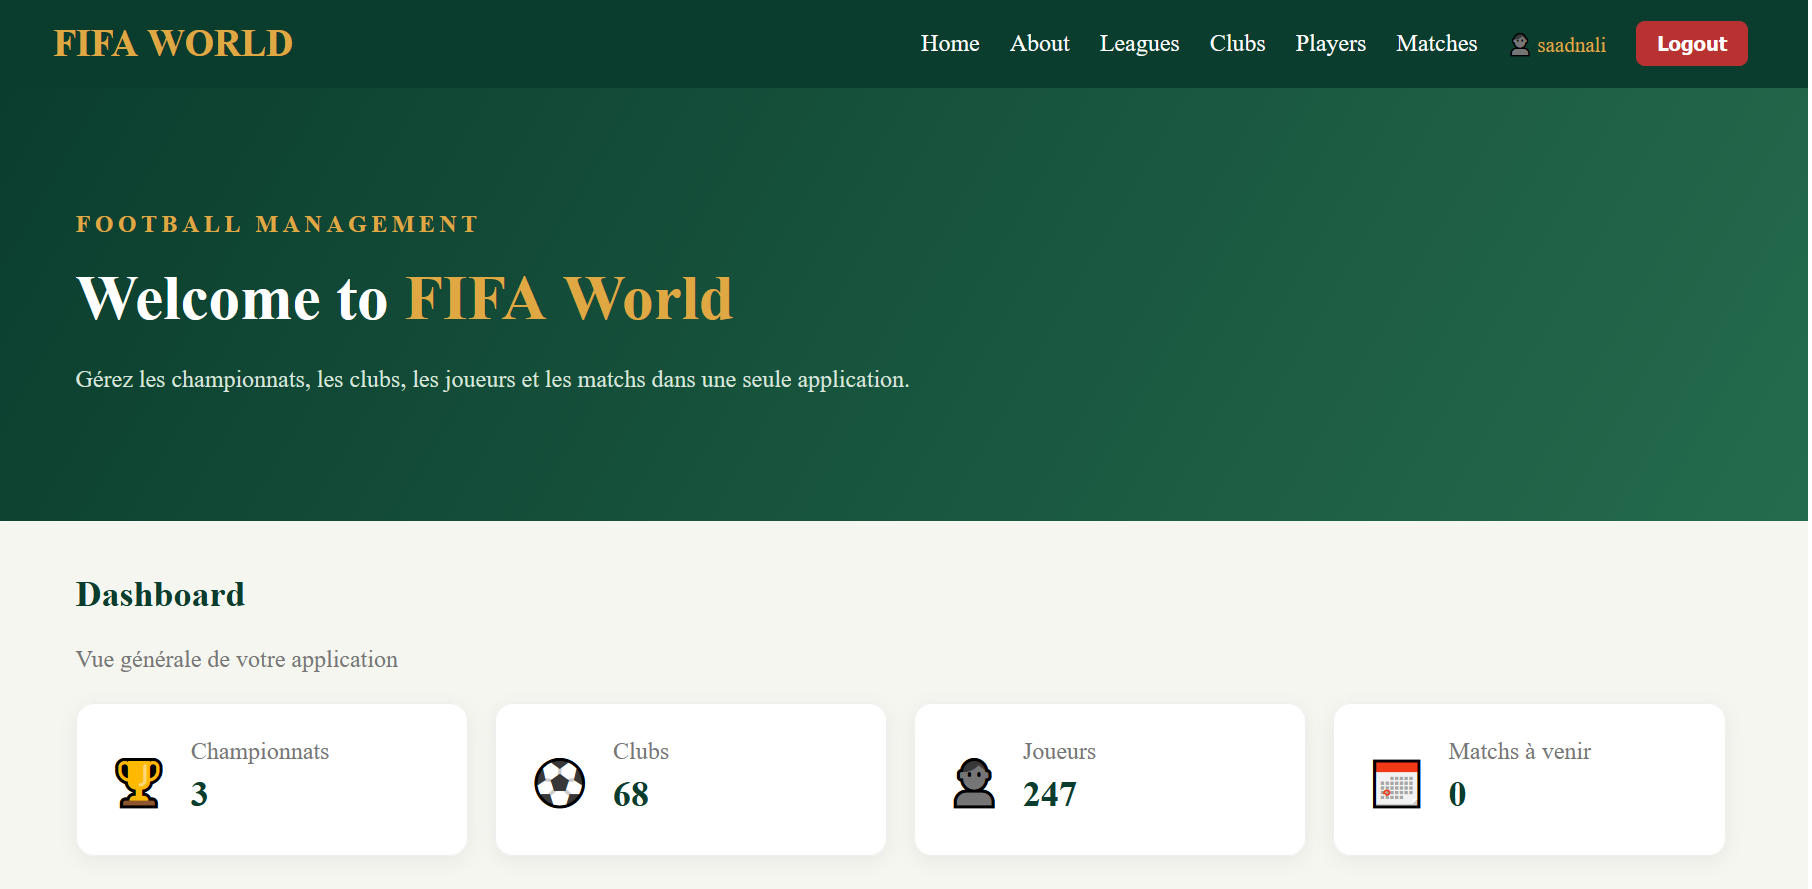 FIFA WORLD
Home About Leagues Clubs Players Matches saadnali Logout
FOOTBALL MANAGEMENT
Welcome to FIFA World
Gérez les championnats, les clubs, les joueurs et les matchs dans une seule application.
Dashboard
Vue générale de votre application
Championnats
3
Clubs
68
Joueurs
247
Matchs à venir
0